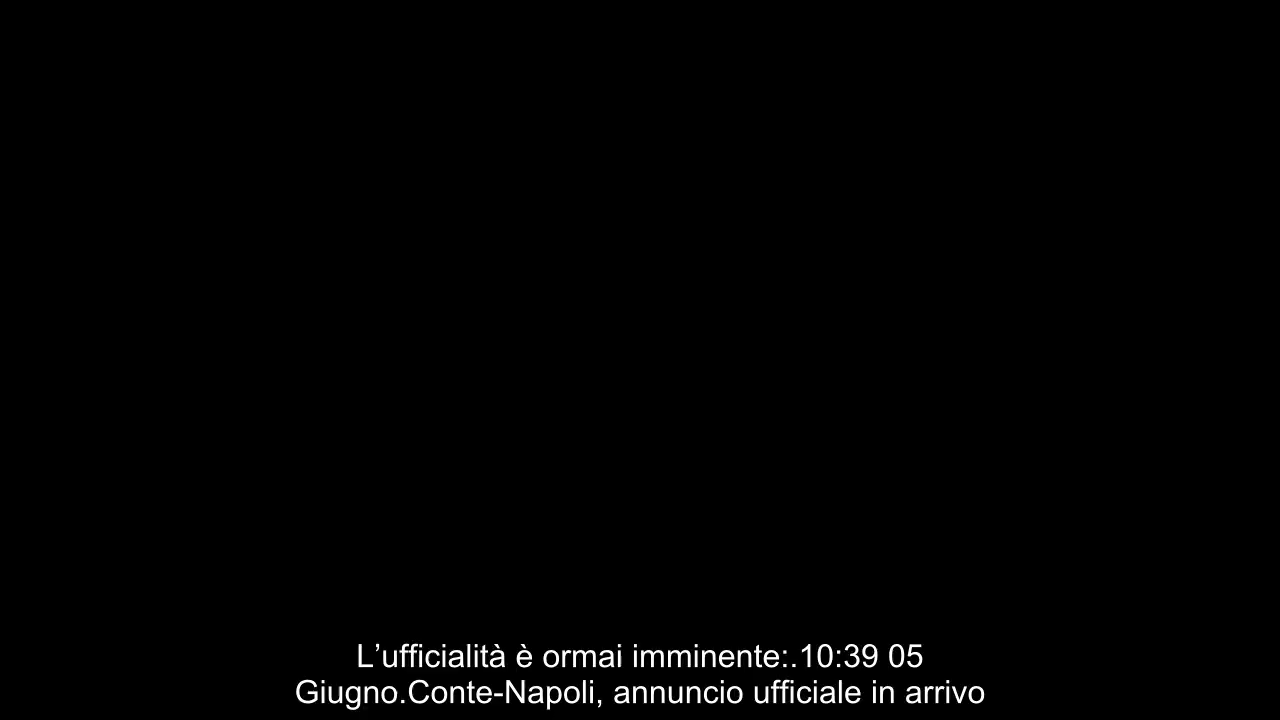 L’ufficialità è ormai imminente:.10:39 05
Giugno.Conte-Napoli, annuncio ufficiale in arrivo